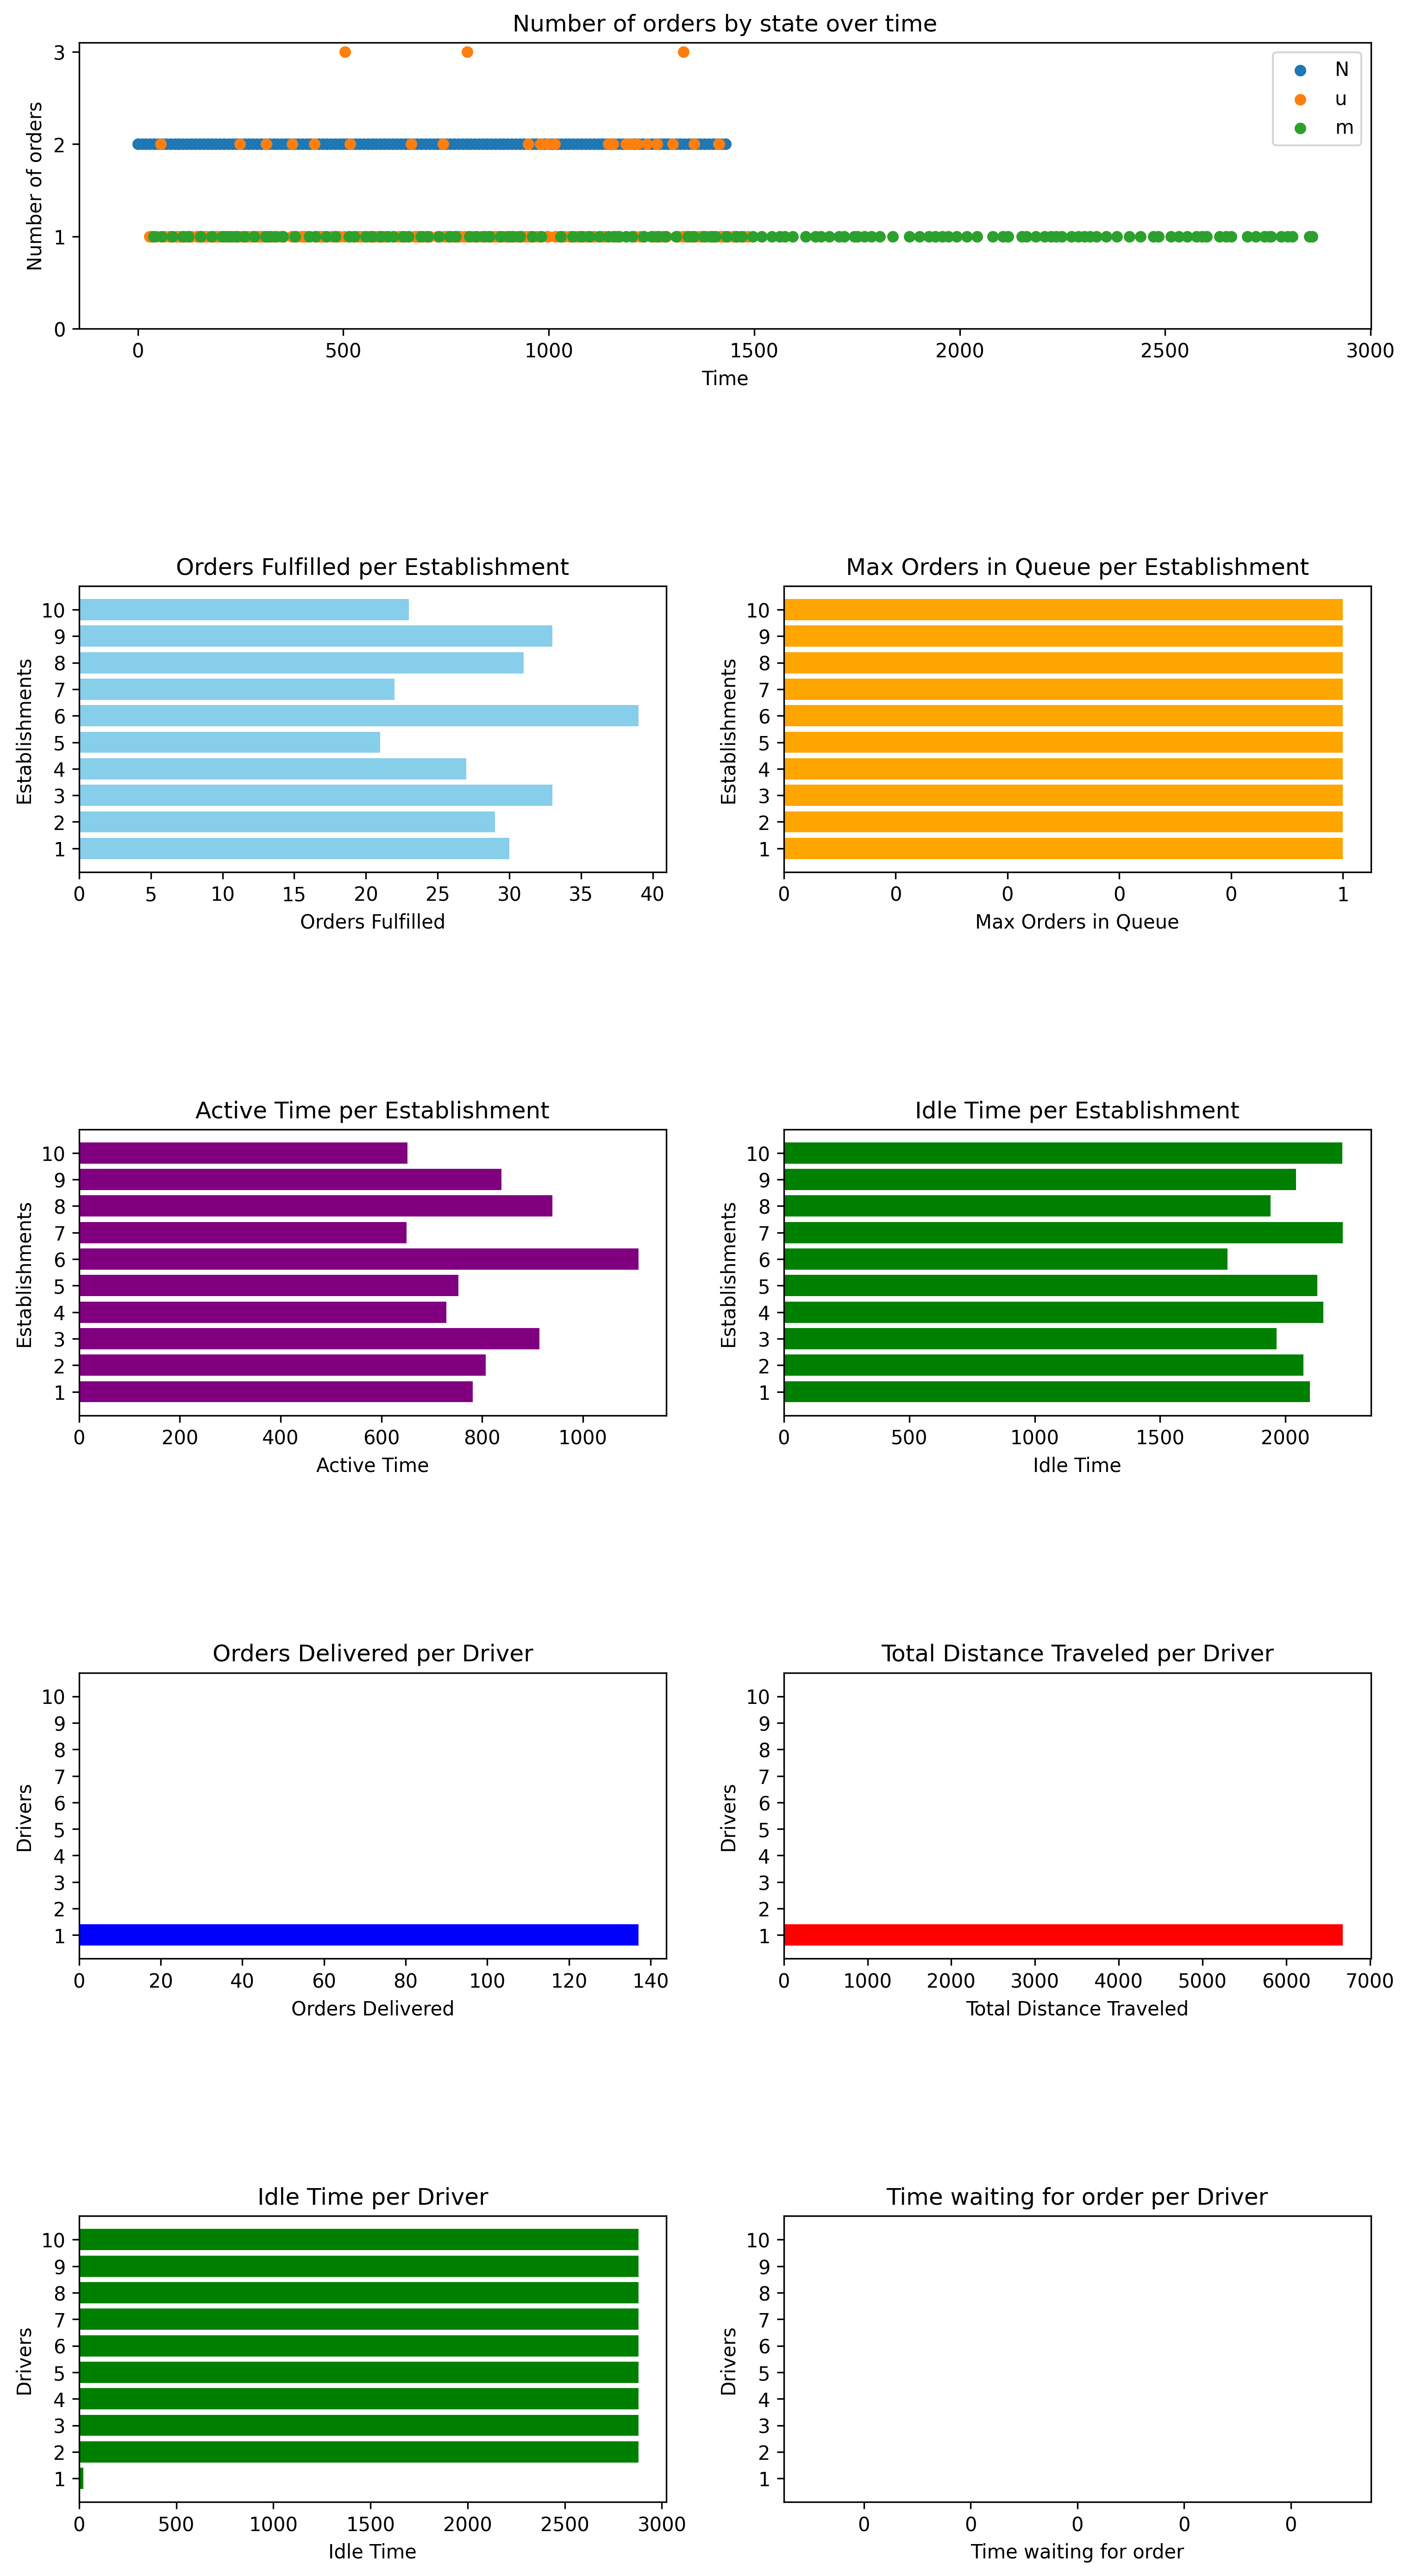 Number of orders by state over time
3
2
1
0
Number of orders
N
u
m
0 500 1000 1500 2000 2500 3000
Time
Orders Fulfilled per Establishment
10
9
8
7
6
5
4
3
2
1
Establishments
0 5 10 15 20 25 30 35 40
Orders Fulfilled
Max Orders in Queue per Establishment
10
9
8
7
6
5
4
3
2
1
Establishments
0 0 0 0 0 1
Max Orders in Queue
Active Time per Establishment
10
9
8
7
6
5
4
3
2
1
Establishments
0 200 400 600 800 1000
Active Time
Idle Time per Establishment
10
9
8
7
6
5
4
3
2
1
Establishments
0 500 1000 1500 2000
Idle Time
Orders Delivered per Driver
10
9
8
7
6
5
4
3
2
1
Drivers
0 20 40 60 80 100 120 140
Orders Delivered
Total Distance Traveled per Driver
10
9
8
7
6
5
4
3
2
1
Drivers
0 1000 2000 3000 4000 5000 6000 7000
Total Distance Traveled
Idle Time per Driver
10
9
8
7
6
5
4
3
2
1
Drivers
0 500 1000 1500 2000 2500 3000
Idle Time
Time waiting for order per Driver
10
9
8
7
6
5
4
3
2
1
Drivers
0 0 0 0 0
Time waiting for order